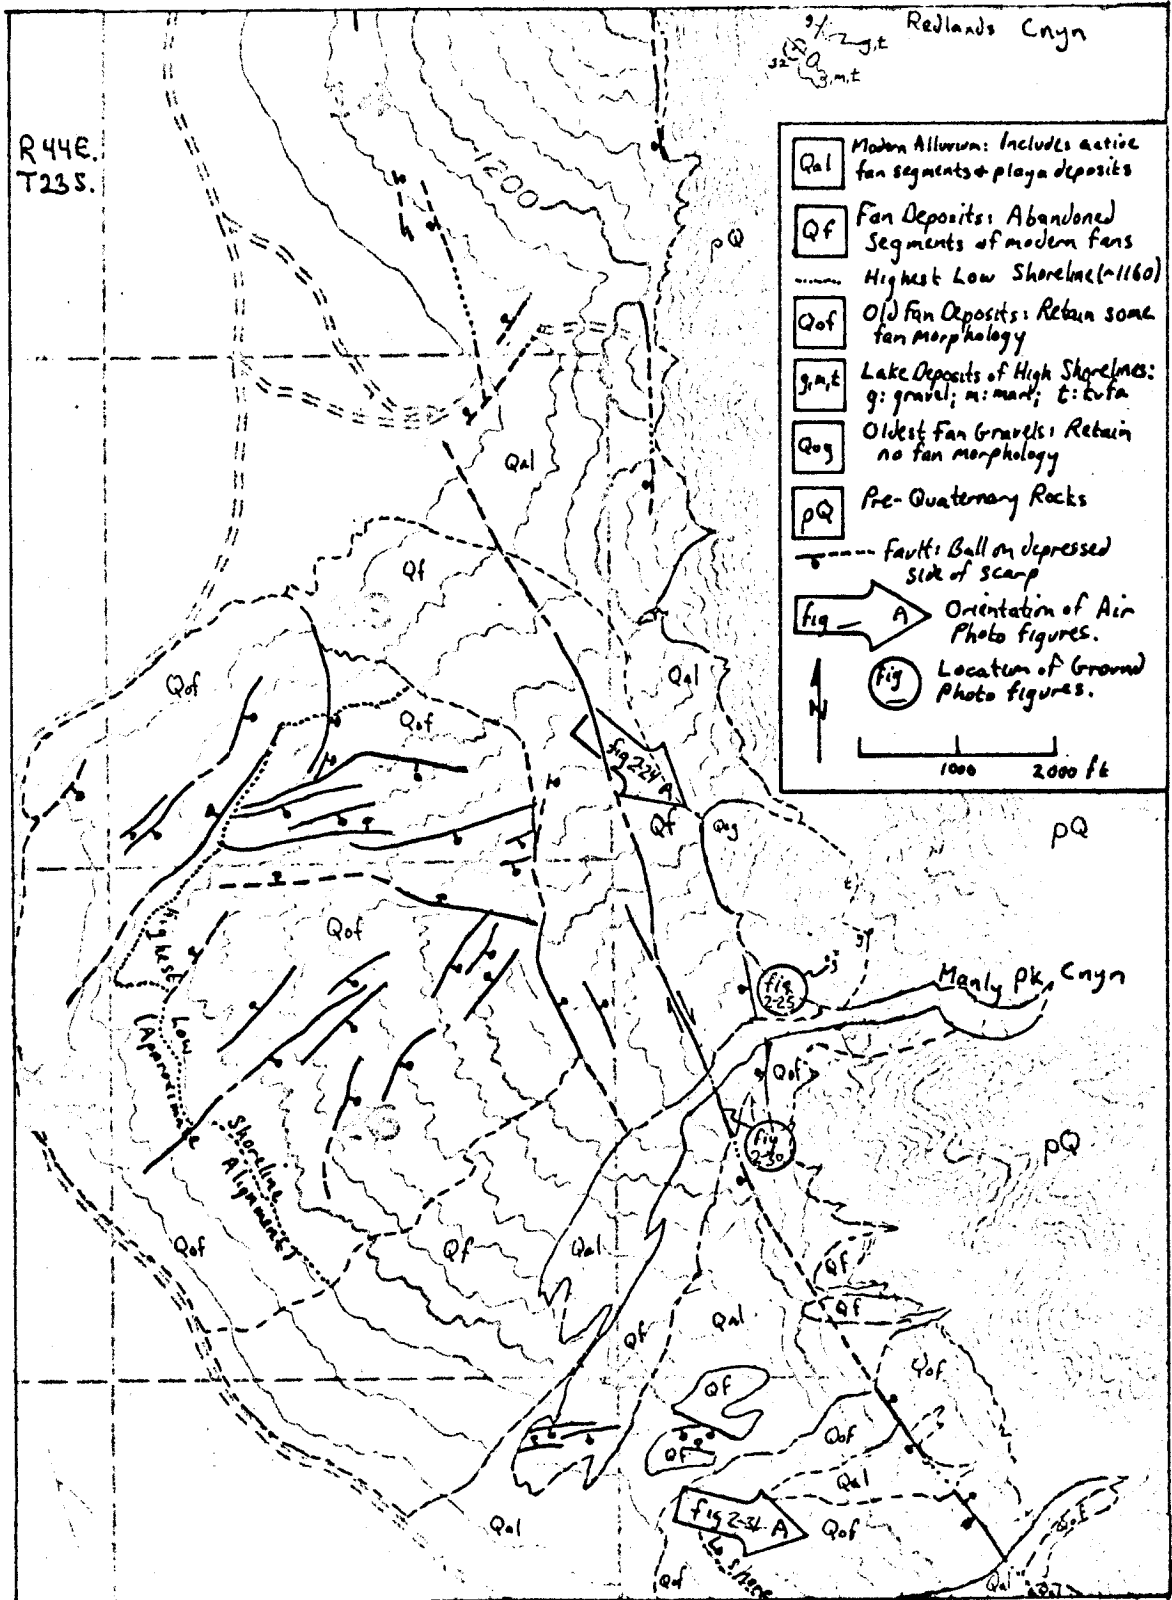 Redlands Cnyn
g,t
g,m,t
R44E.
T23S.
1200
pQ
Qal Modern Alluvium: Includes active
fan segments + playa deposits
Qf Fan Deposits: Abandoned
Segments of modern fans
Highest Low Shoreline (~1160)
Qof Old Fan Deposits: Retain some
fan morphology
g,m,t Lake Deposits of High Shorelines:
g: gravel; m: marl; t: tufa
Qog Oldest Fan Gravels: Retain
no fan morphology
pQ Pre-Quaternary Rocks
Fault: Ball on depressed
side of scarp
fig _ A Orientation of Air
Photo figures.
N
fig _ Location of Ground
Photo figures.
1000 2000 ft
Qal
Qf
Qof
Qal
Qof
fig 2-24 A
Qf
Qog
pQ
t
Qof
Highest
Low
(Approximate
Shoreline
Alignment)
fig
2-25
Manly Pk. Cnyn
Qof
fig
2-30
pQ
Qof
Qf
Qal
Qf
Qf
Qf
Qal
Qof
Qf
Qof
Qf
Qal
fig 2-31 A
Qof
Qal
Lo shore
Qof
Qof
Qal